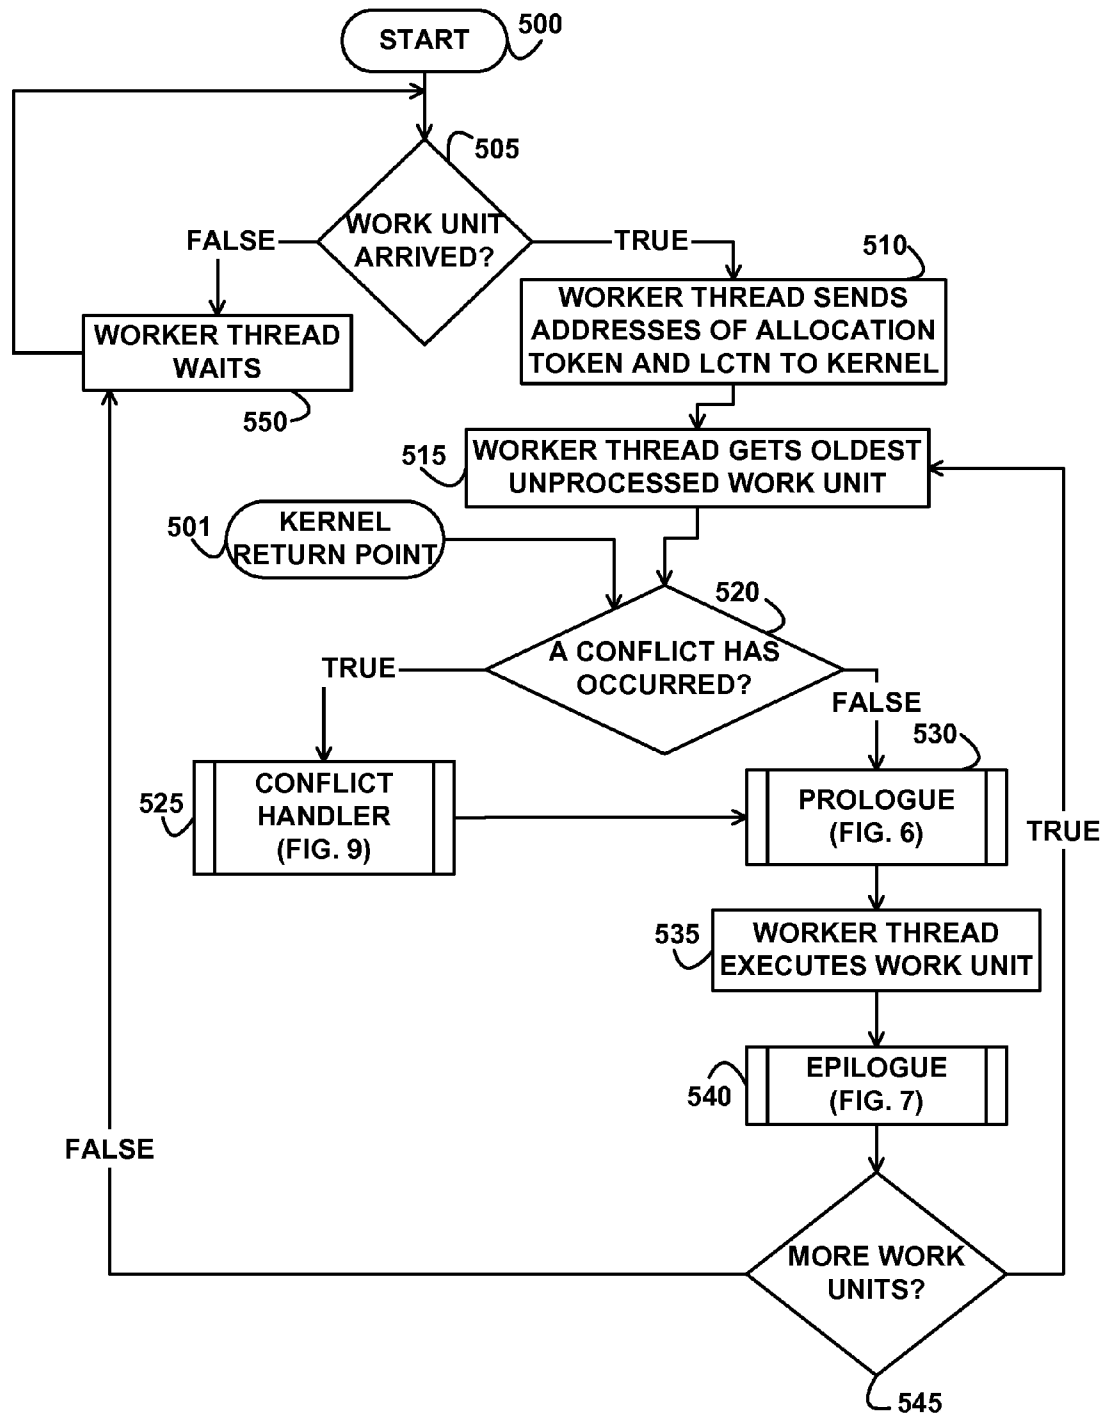 START
500
505
WORK UNIT
ARRIVED?
FALSE
TRUE
510
WORKER THREAD SENDS
ADDRESSES OF ALLOCATION
TOKEN AND LCTN TO KERNEL
WORKER THREAD
WAITS
550
515
WORKER THREAD GETS OLDEST
UNPROCESSED WORK UNIT
501
KERNEL
RETURN POINT
520
A CONFLICT HAS
OCCURRED?
TRUE
FALSE
530
525
CONFLICT
HANDLER
(FIG. 9)
PROLOGUE
(FIG. 6)
TRUE
535
WORKER THREAD
EXECUTES WORK UNIT
540
EPILOGUE
(FIG. 7)
FALSE
MORE WORK
UNITS?
545